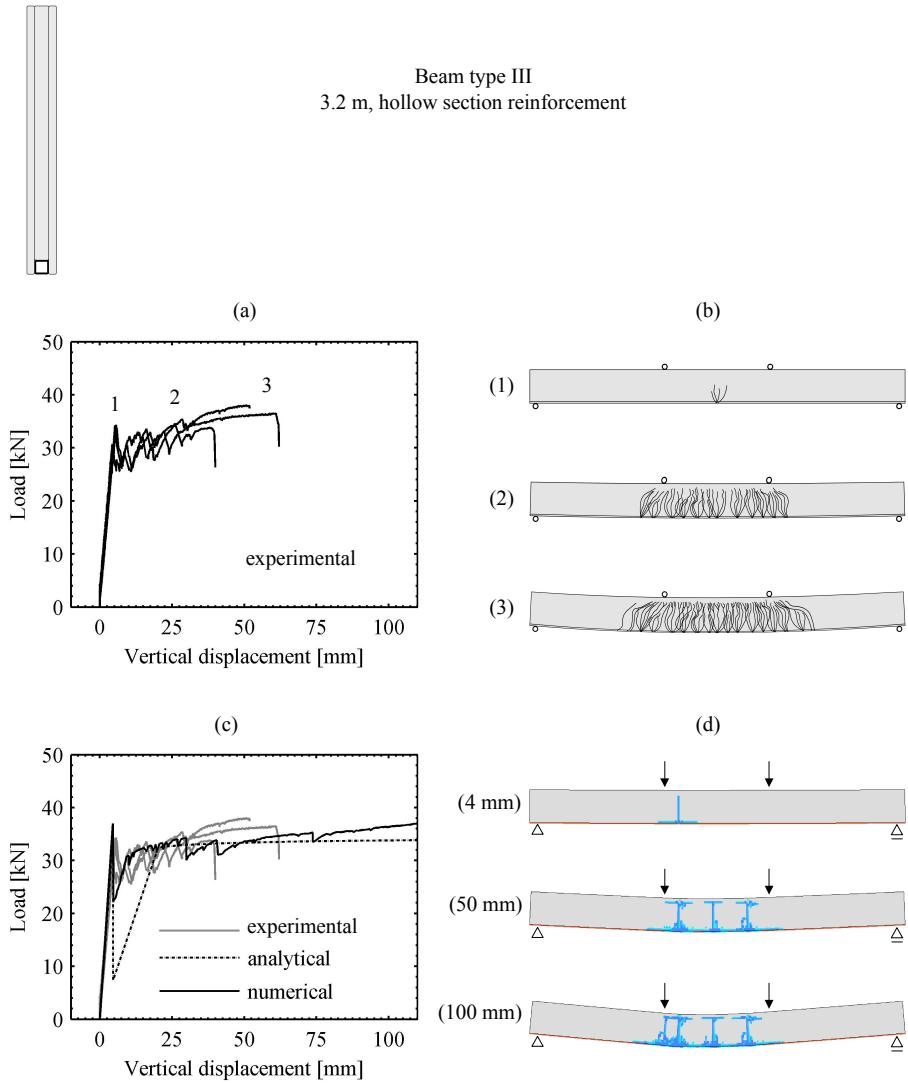 Beam type III
3.2 m, hollow section reinforcement
(a)
50
40
30
20
10
0
Load [kN]
1
2
3
experimental
0
25
50
75
100
Vertical displacement [mm]
(b)
(1)
(2)
(3)
(c)
50
40
30
20
10
0
Load [kN]
experimental
analytical
numerical
0
25
50
75
100
Vertical displacement [mm]
(d)
(4 mm)
(50 mm)
(100 mm)